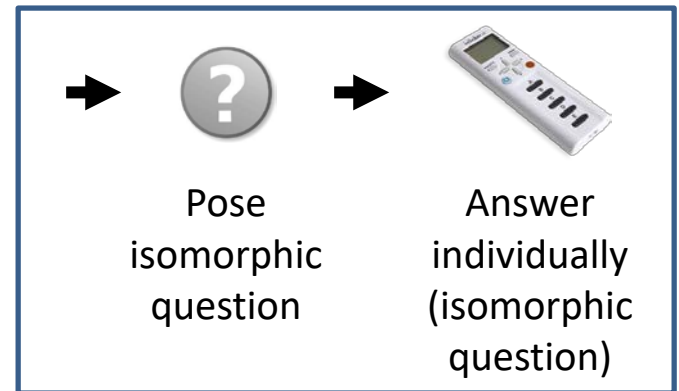 ?
Pose
isomorphic
question
Answer
individually
(isomorphic
question)